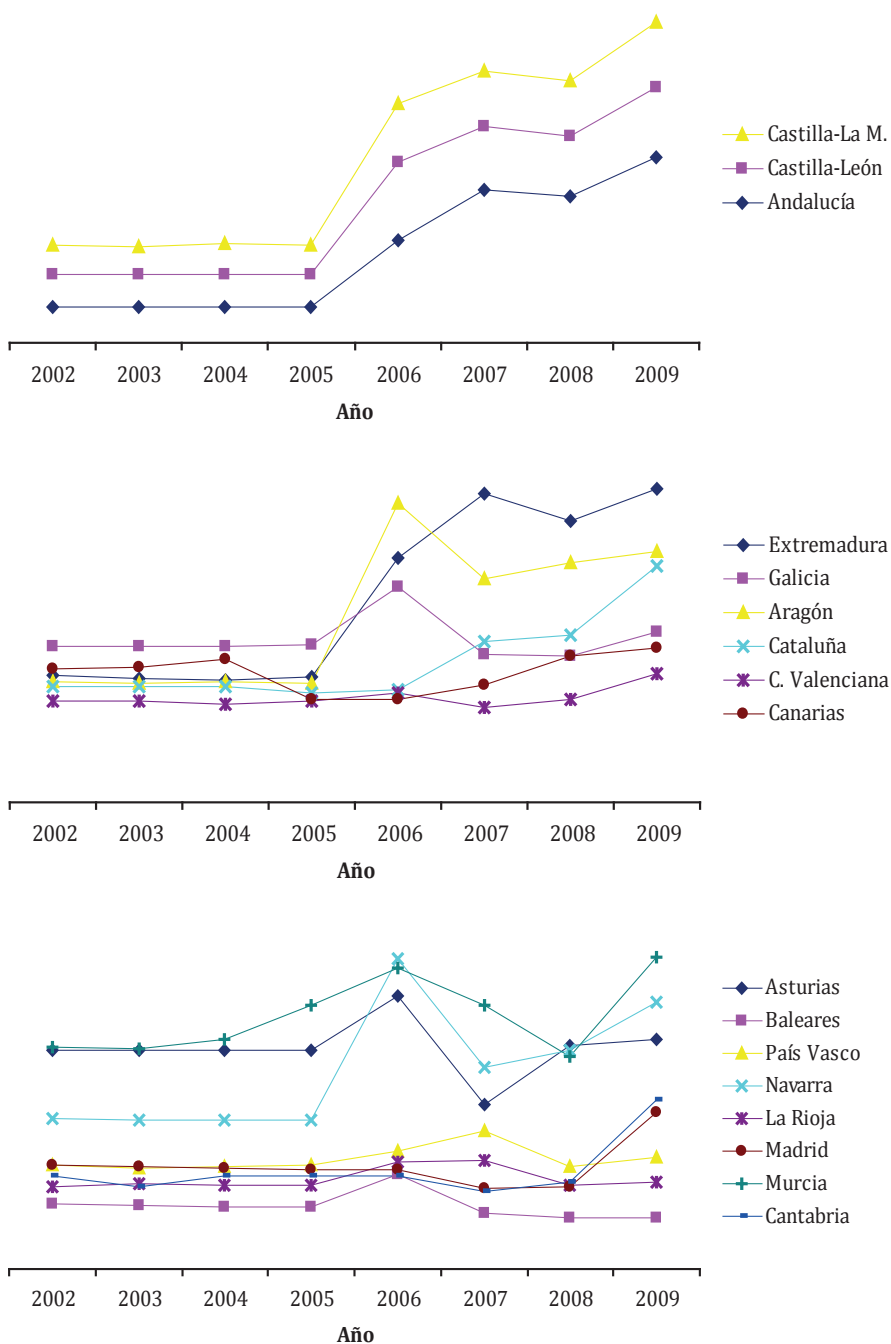 Castilla-La M.
Castilla-León
Andalucía
2002 2003 2004 2005 2006 2007 2008 2009
Año
Extremadura
Galicia
Aragón
Cataluña
C. Valenciana
Canarias
2002 2003 2004 2005 2006 2007 2008 2009
Año
Asturias
Baleares
País Vasco
Navarra
La Rioja
Madrid
Murcia
Cantabria
2002 2003 2004 2005 2006 2007 2008 2009
Año